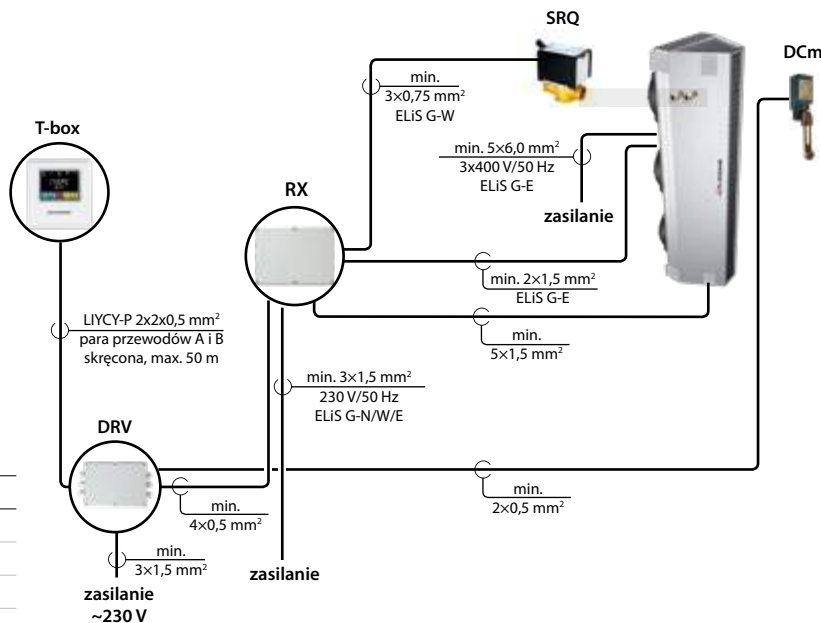 SRQ
DCm
min.
3×0,75 mm²
ELiS G-W
T-box
min. 5×6,0 mm²
3x400 V/50 Hz
ELiS G-E
RX
zasilanie
min. 2×1,5 mm²
ELiS G-E
LIYCY-P 2x2x0,5 mm²
para przewodów A i B
skręcona, max. 50 m
min.
5×1,5 mm²
min. 3×1,5 mm²
230 V/50 Hz
ELiS G-N/W/E
DRV
min.
4×0,5 mm²
min.
2×0,5 mm²
min.
3×1,5 mm²
zasilanie
zasilanie
~230 V